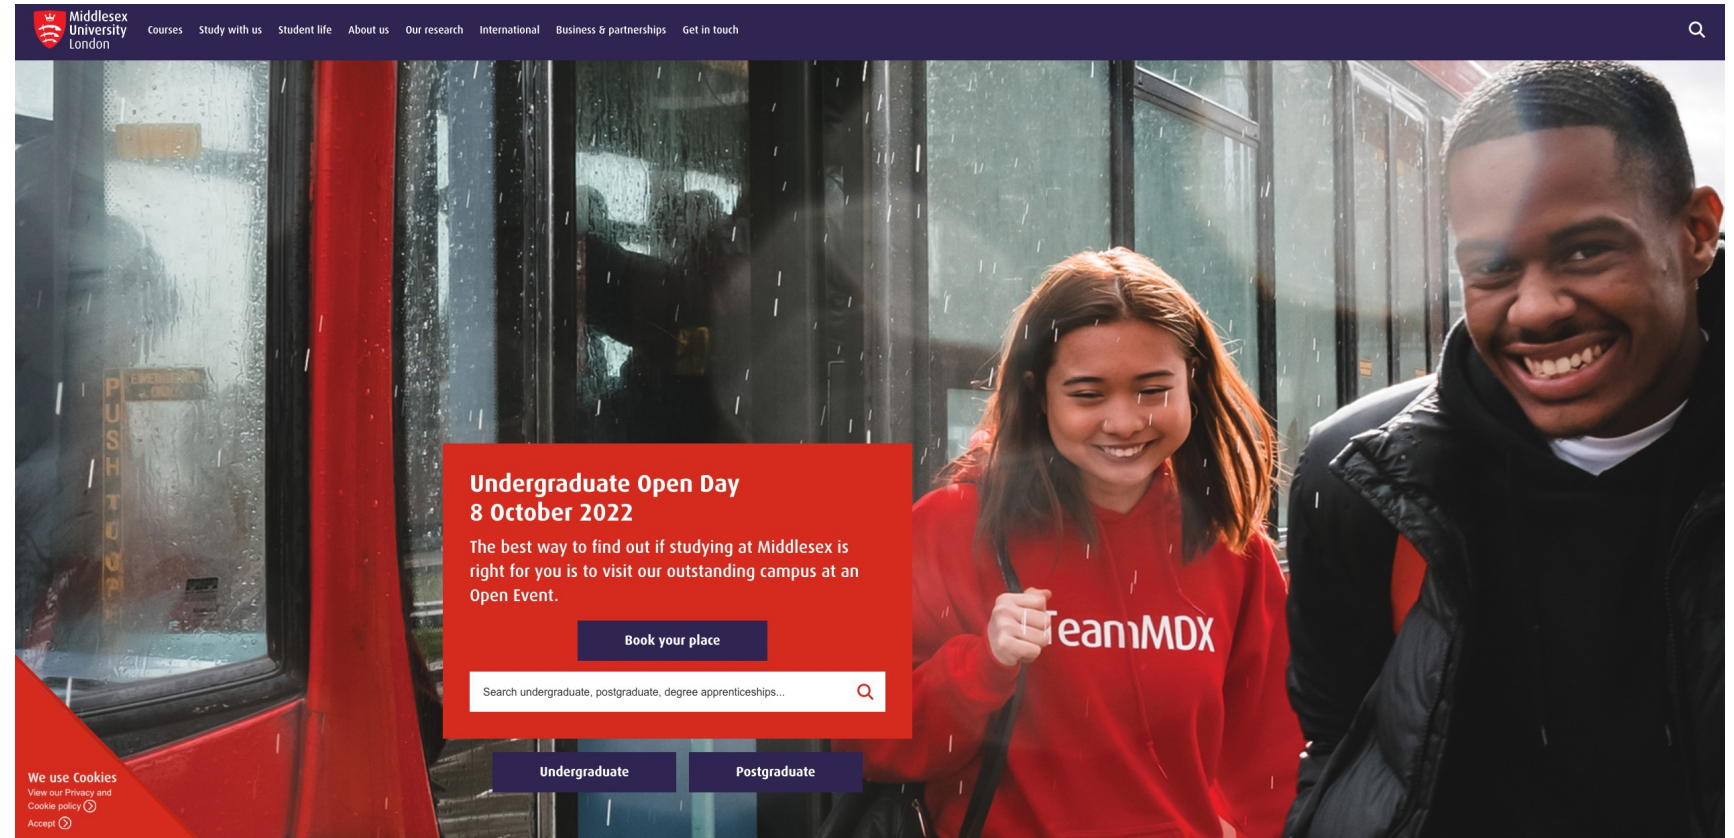 Middlesex
University
London
Courses Study with us Student life About us Our research International Business & partnerships Get in touch
PUSH TO OP
EMERGENCY
ONLY
Undergraduate Open Day
8 October 2022
The best way to find out if studying at Middlesex is
right for you is to visit our outstanding campus at an
Open Event.
Book your place
Search undergraduate, postgraduate, degree apprenticeships...
TeamMDX
Undergraduate Postgraduate
We use Cookies
View our Privacy and
Cookie policy
Accept